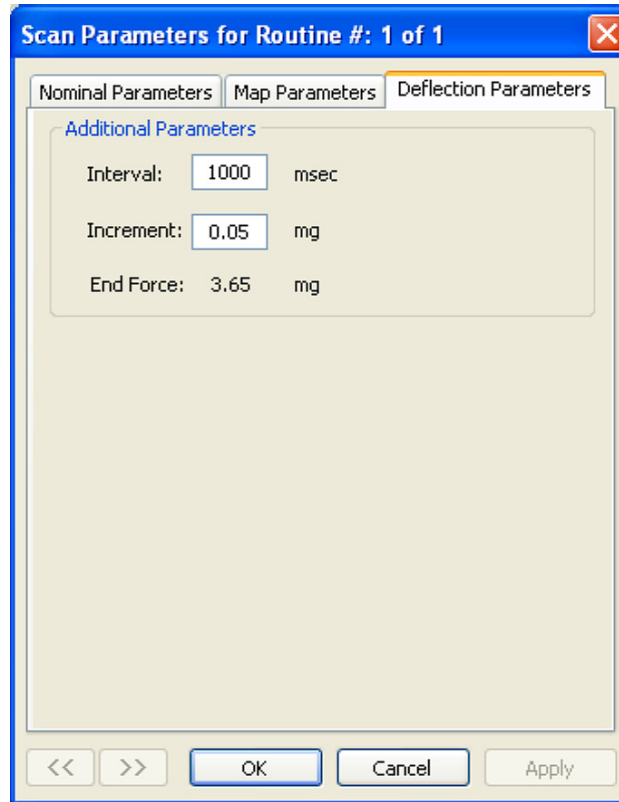 Scan Parameters for Routine #: 1 of 1
Nominal Parameters Map Parameters Deflection Parameters
Additional Parameters
Interval: 1000 msec
Increment: 0.05 mg
End Force: 3.65 mg
<< >> OK Cancel Apply